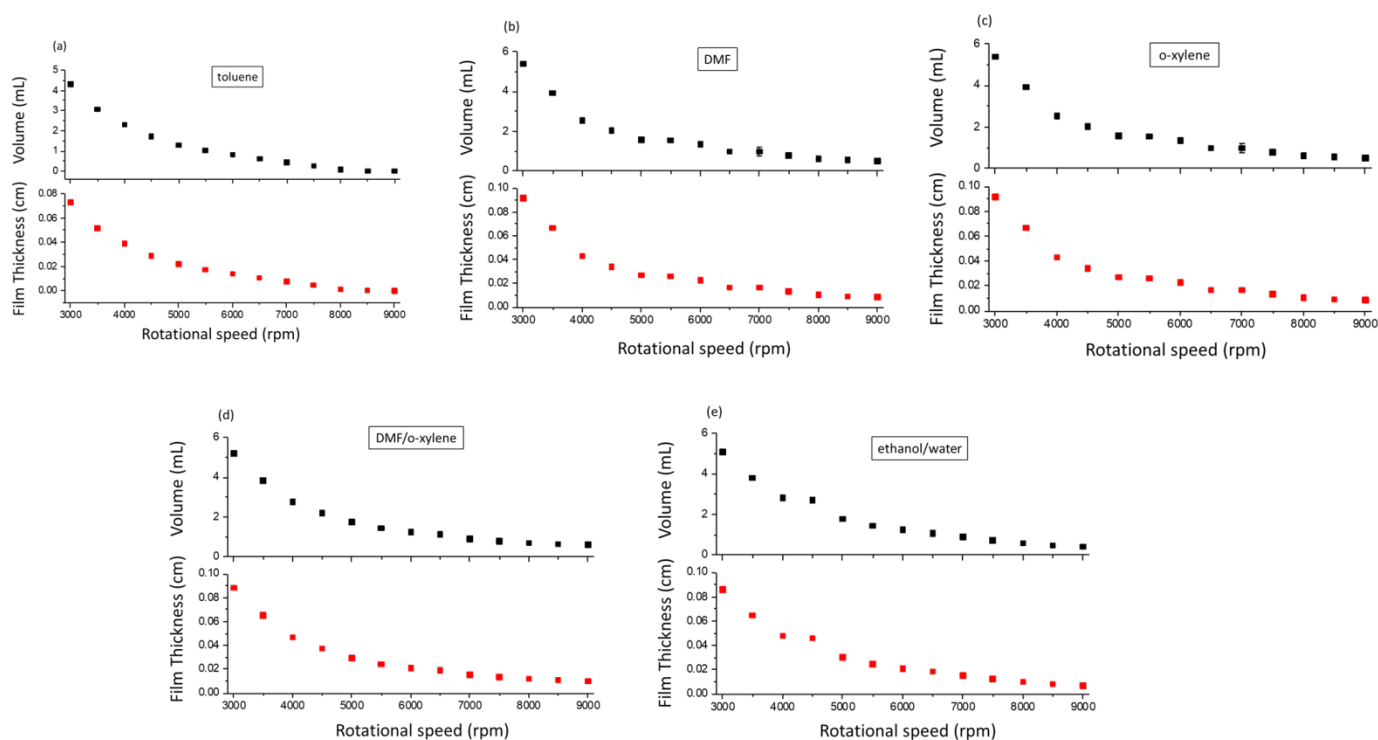 (a)
toluene
Volume (mL)
5
4
3
2
1
0
Film Thickness (cm)
0.08
0.06
0.04
0.02
0.00
3000 4000 5000 6000 7000 8000 9000
Rotational speed (rpm)
(b)
DMF
Volume (mL)
6
4
2
0
Film Thickness (cm)
0.10
0.08
0.06
0.04
0.02
0.00
3000 4000 5000 6000 7000 8000 9000
Rotational speed (rpm)
(c)
o-xylene
Volume (mL)
6
4
2
0
Film Thickness (cm)
0.10
0.08
0.06
0.04
0.02
0.00
3000 4000 5000 6000 7000 8000 9000
Rotational speed (rpm)
(d)
DMF/o-xylene
Volume (mL)
6
4
2
0
Film Thickness (cm)
0.10
0.08
0.06
0.04
0.02
0.00
3000 4000 5000 6000 7000 8000 9000
Rotational speed (rpm)
(e)
ethanol/water
Volume (mL)
6
4
2
0
Film Thickness (cm)
0.10
0.08
0.06
0.04
0.02
0.00
3000 4000 5000 6000 7000 8000 9000
Rotational speed (rpm)